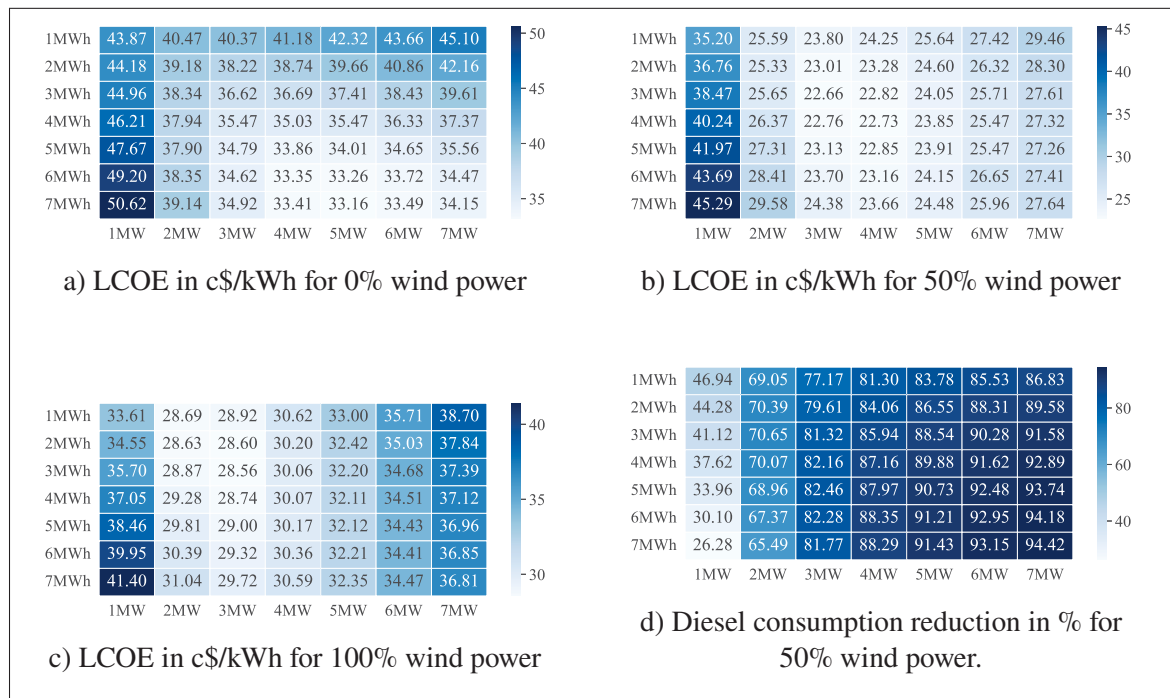 1MWh 43.87 40.47 40.37 41.18 42.32 43.66 45.10
2MWh 44.18 39.18 38.22 38.74 39.66 40.86 42.16
3MWh 44.96 38.34 36.62 36.69 37.41 38.43 39.61
4MWh 46.21 37.94 35.47 35.03 35.47 36.33 37.37
5MWh 47.67 37.90 34.79 33.86 34.01 34.65 35.56
6MWh 49.20 38.35 34.62 33.35 33.26 33.72 34.47
7MWh 50.62 39.14 34.92 33.41 33.16 33.49 34.15
1MW 2MW 3MW 4MW 5MW 6MW 7MW
50
45
40
35
a) LCOE in c$/kWh for 0% wind power
1MWh 35.20 25.59 23.80 24.25 25.64 27.42 29.46
2MWh 36.76 25.33 23.01 23.28 24.60 26.32 28.30
3MWh 38.47 25.65 22.66 22.82 24.05 25.71 27.61
4MWh 40.24 26.37 22.76 22.73 23.85 25.47 27.32
5MWh 41.97 27.31 23.13 22.85 23.91 25.47 27.26
6MWh 43.69 28.41 23.70 23.16 24.15 26.65 27.41
7MWh 45.29 29.58 24.38 23.66 24.48 25.96 27.64
1MW 2MW 3MW 4MW 5MW 6MW 7MW
45
40
35
30
25
b) LCOE in c$/kWh for 50% wind power
1MWh 33.61 28.69 28.92 30.62 33.00 35.71 38.70
2MWh 34.55 28.63 28.60 30.20 32.42 35.03 37.84
3MWh 35.70 28.87 28.56 30.06 32.20 34.68 37.39
4MWh 37.05 29.28 28.74 30.07 32.11 34.51 37.12
5MWh 38.46 29.81 29.00 30.17 32.12 34.43 36.96
6MWh 39.95 30.39 29.32 30.36 32.21 34.41 36.85
7MWh 41.40 31.04 29.72 30.59 32.35 34.47 36.81
1MW 2MW 3MW 4MW 5MW 6MW 7MW
40
35
30
c) LCOE in c$/kWh for 100% wind power
1MWh 46.94 69.05 77.17 81.30 83.78 85.53 86.83
2MWh 44.28 70.39 79.61 84.06 86.55 88.31 89.58
3MWh 41.12 70.65 81.32 85.94 88.54 90.28 91.58
4MWh 37.62 70.07 82.16 87.16 89.88 91.62 92.89
5MWh 33.96 68.96 82.46 87.97 90.73 92.48 93.74
6MWh 30.10 67.37 82.28 88.35 91.21 92.95 94.18
7MWh 26.28 65.49 81.77 88.29 91.43 93.15 94.42
1MW 2MW 3MW 4MW 5MW 6MW 7MW
80
60
40
d) Diesel consumption reduction in % for
50% wind power.